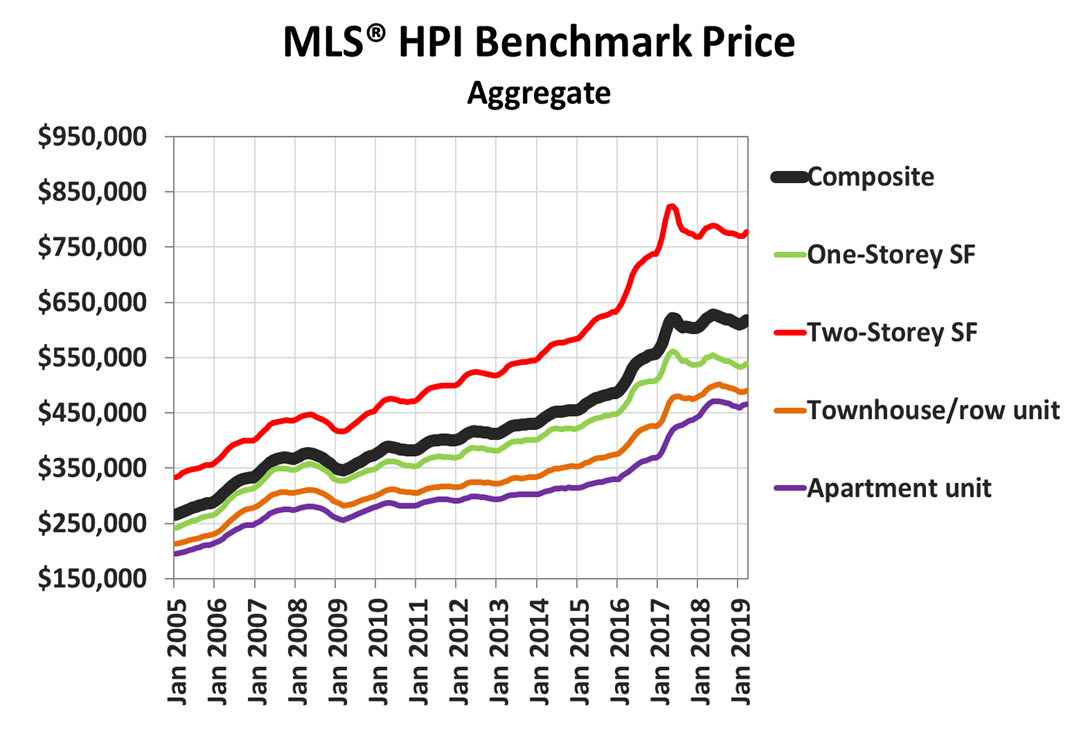 MLS® HPI Benchmark Price
Aggregate
$950,000
$850,000
$750,000
$650,000
$550,000
$450,000
$350,000
$250,000
$150,000
Jan 2005
Jan 2006
Jan 2007
Jan 2008
Jan 2009
Jan 2010
Jan 2011
Jan 2012
Jan 2013
Jan 2014
Jan 2015
Jan 2016
Jan 2017
Jan 2018
Jan 2019
Composite
One-Storey SF
Two-Storey SF
Townhouse/row unit
Apartment unit